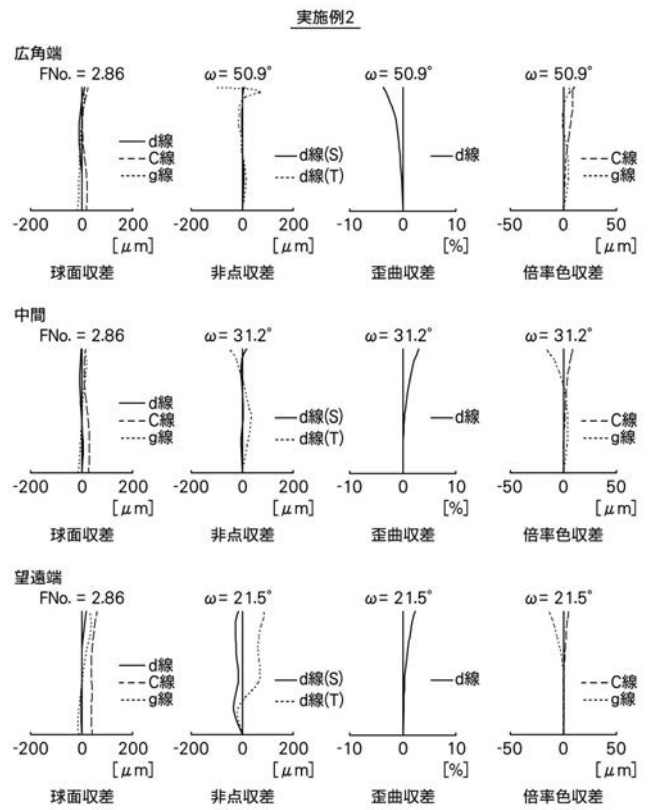 実施例2
広角端
FNo. = 2.86
ω= 50.9°
ω= 50.9°
ω= 50.9°
d線
C線
g線
d線(S)
d線(T)
d線
C線
g線
-200 0 200
[μm]
-200 0 200
[μm]
-10 0 10
[%]
-50 0 50
[μm]
球面収差
非点収差
歪曲収差
倍率色収差
中間
FNo. = 2.86
ω= 31.2°
ω= 31.2°
ω= 31.2°
d線
C線
g線
d線(S)
d線(T)
d線
C線
g線
-200 0 200
[μm]
-200 0 200
[μm]
-10 0 10
[%]
-50 0 50
[μm]
球面収差
非点収差
歪曲収差
倍率色収差
望遠端
FNo. = 2.86
ω= 21.5°
ω= 21.5°
ω= 21.5°
d線
C線
g線
d線(S)
d線(T)
d線
C線
g線
-200 0 200
[μm]
-200 0 200
[μm]
-10 0 10
[%]
-50 0 50
[μm]
球面収差
非点収差
歪曲収差
倍率色収差